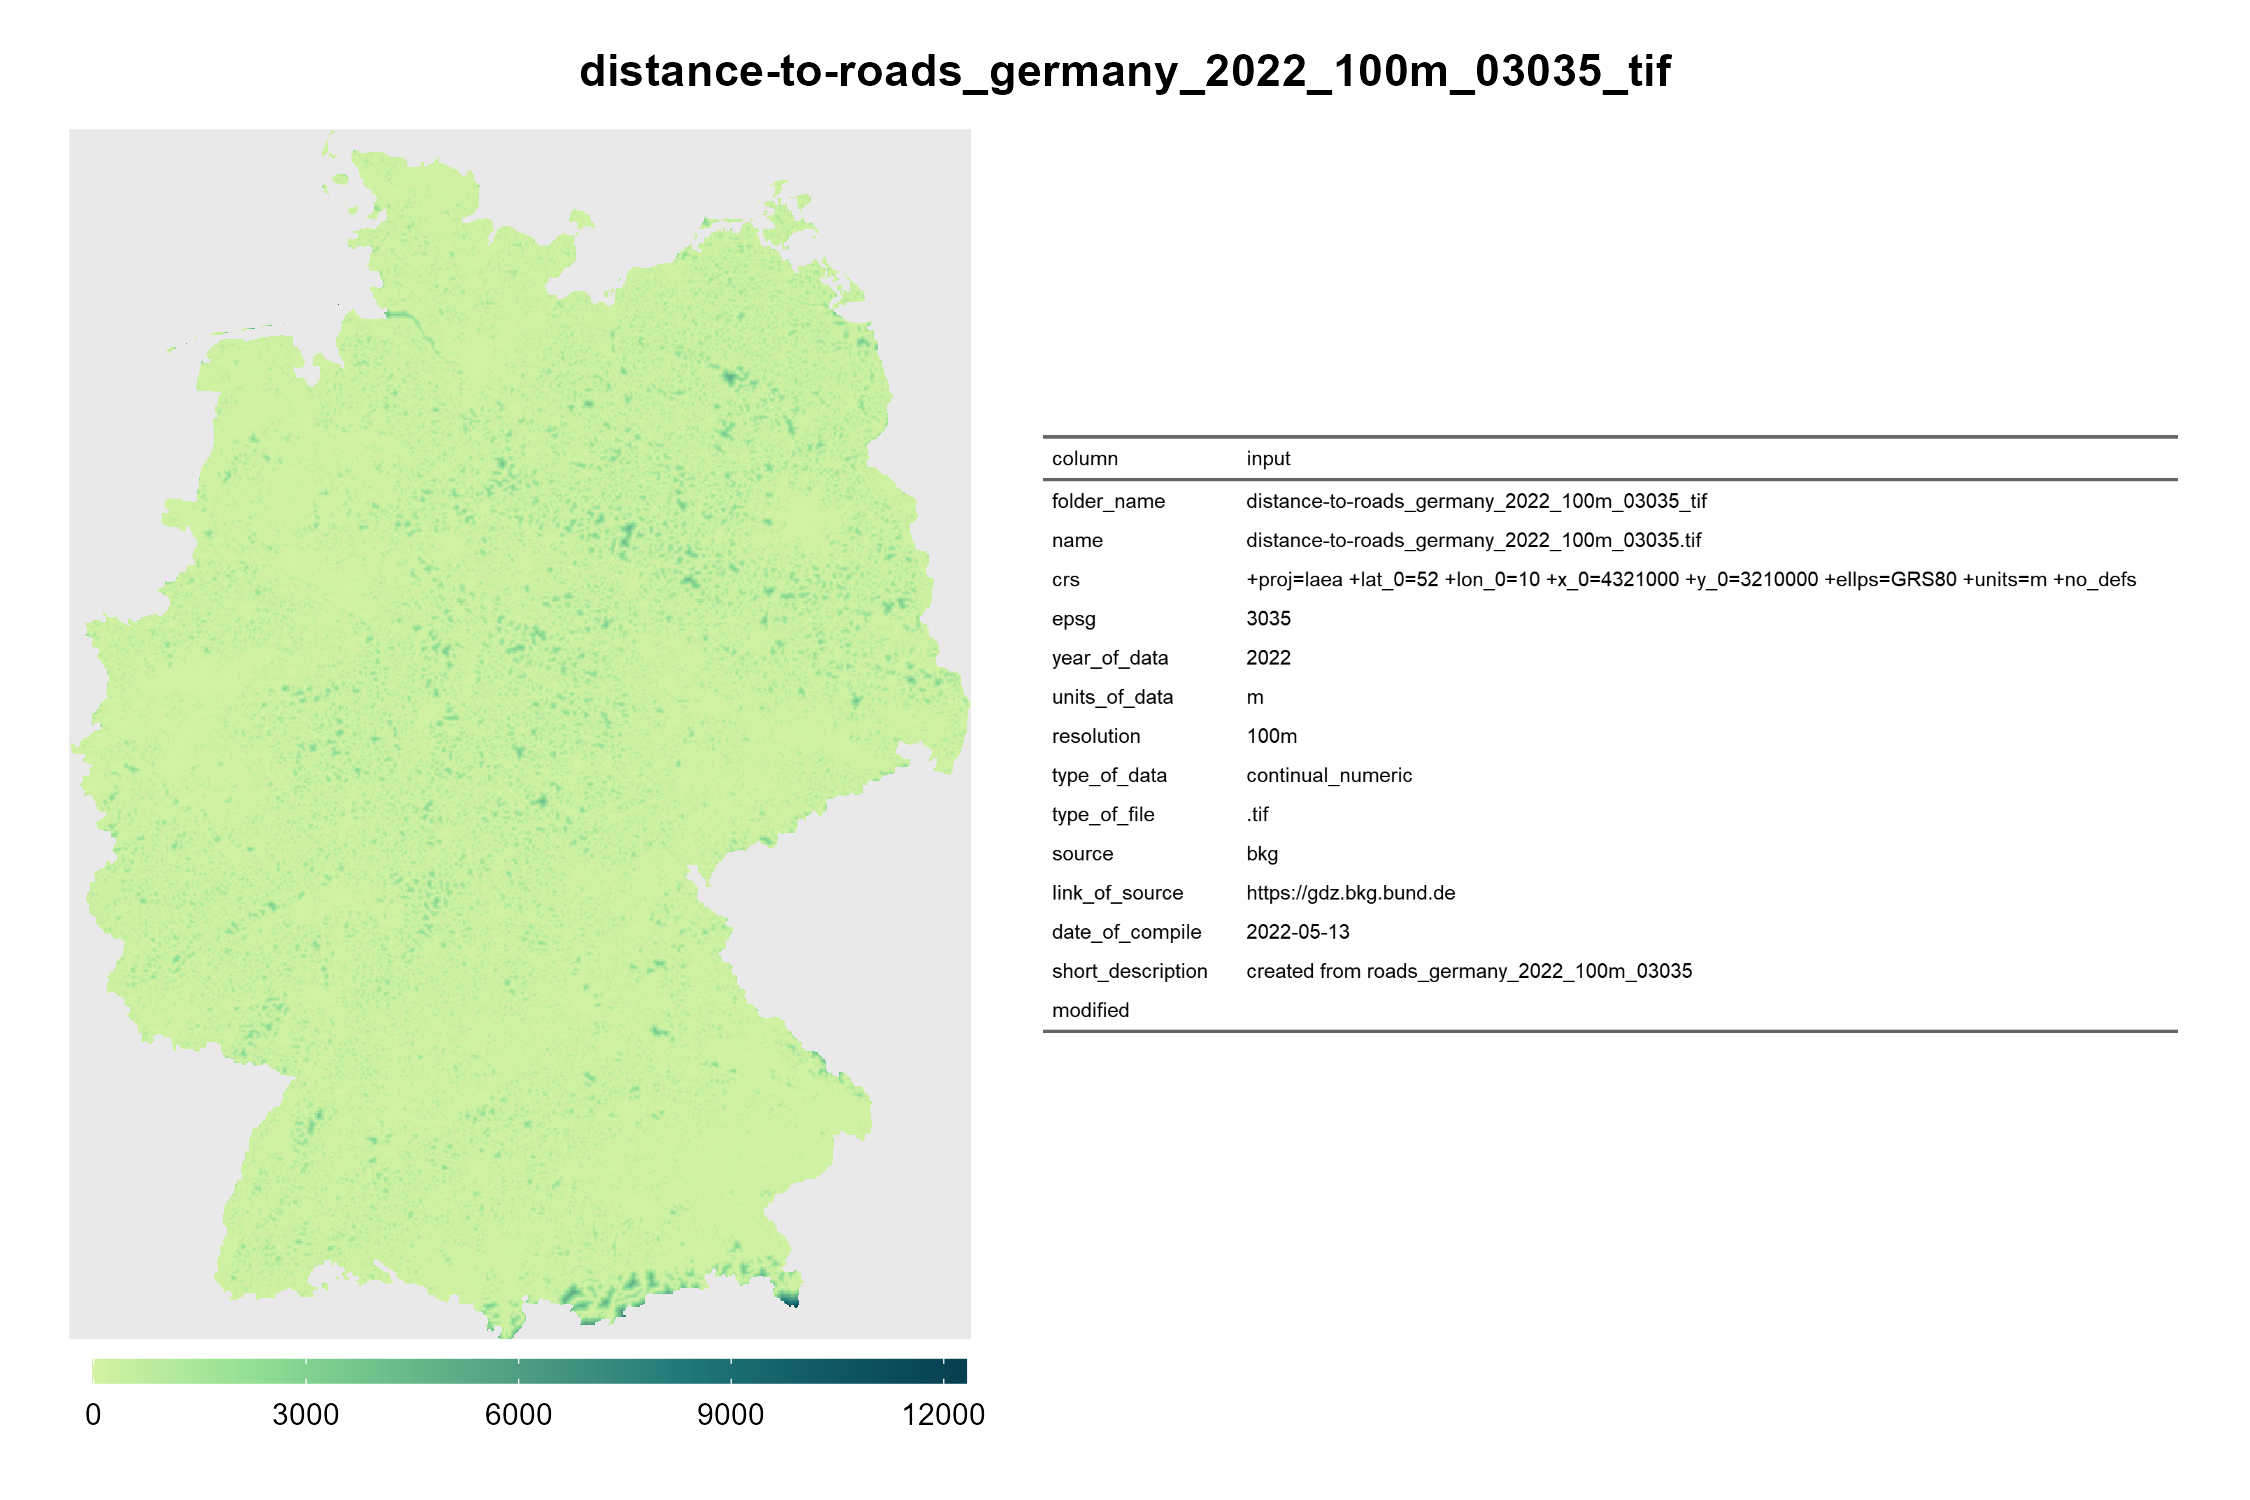 distance-to-roads_germany_2022_100m_03035_tif
column input
folder_name distance-to-roads_germany_2022_100m_03035_tif
name distance-to-roads_germany_2022_100m_03035.tif
crs +proj=laea +lat_0=52 +lon_0=10 +x_0=4321000 +y_0=3210000 +ellps=GRS80 +units=m +no_defs
epsg 3035
year_of_data 2022
units_of_data m
resolution 100m
type_of_data continual_numeric
type_of_file .tif
source bkg
link_of_source https://gdz.bkg.bund.de
date_of_compile 2022-05-13
short_description created from roads_germany_2022_100m_03035
modified
0 3000 6000 9000 12000